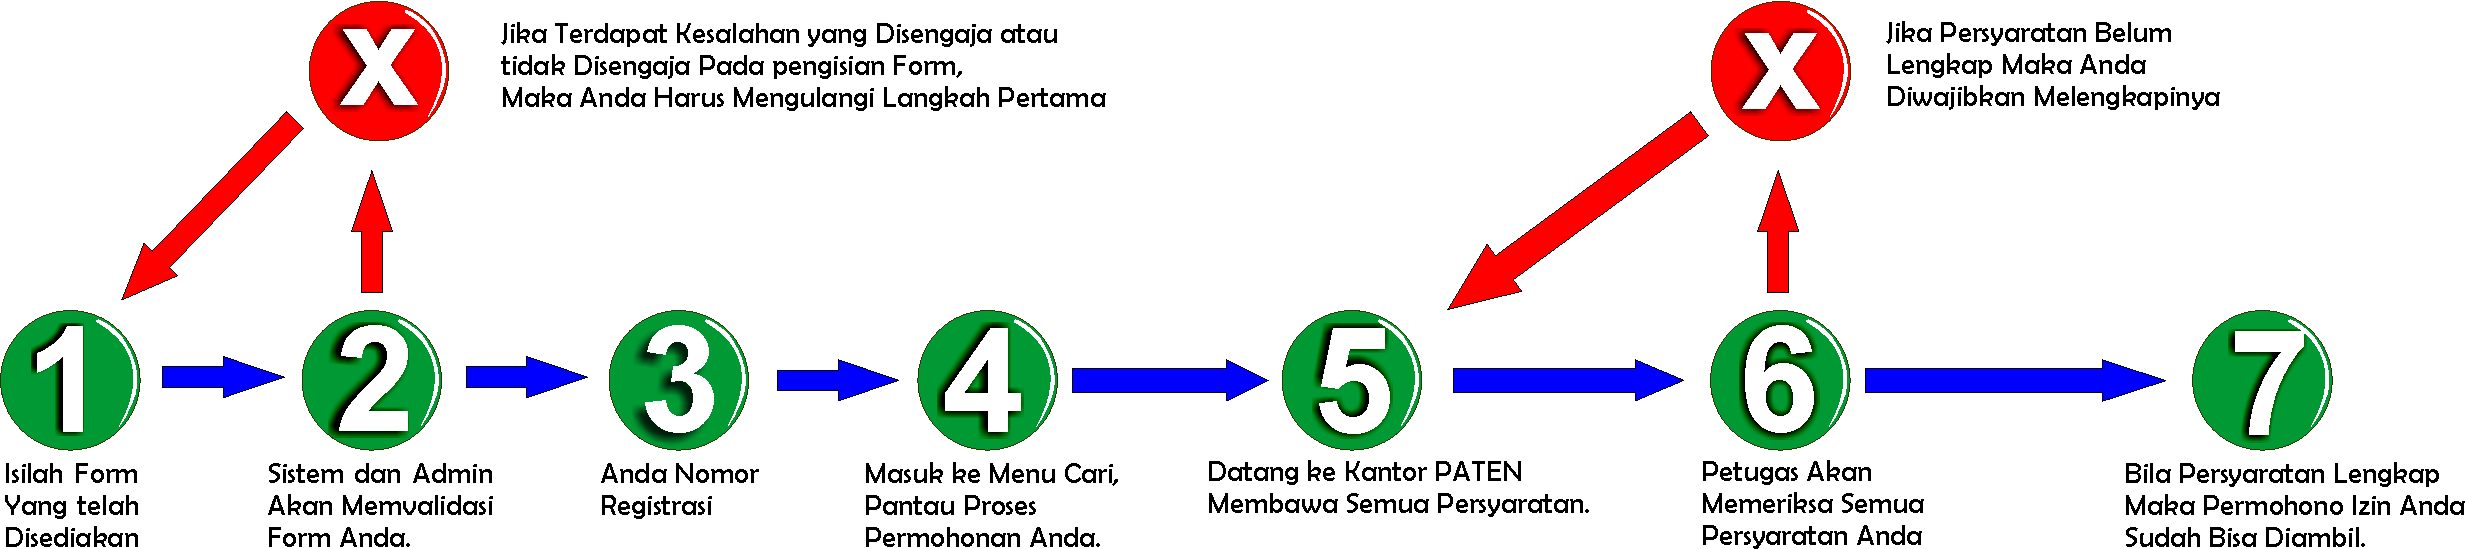 X
Jika Terdapat Kesalahan yang Disengaja atau
tidak Disengaja Pada pengisian Form,
Maka Anda Harus Mengulangi Langkah Pertama
X
Jika Persyaratan Belum
Lengkap Maka Anda
Diwajibkan Melengkapinya
1
Isilah Form
Yang telah
Disediakan
2
Sistem dan Admin
Akan Memvalidasi
Form Anda.
3
Anda Nomor
Registrasi
4
Masuk ke Menu Cari,
Pantau Proses
Permohonan Anda.
5
Datang ke Kantor PATEN
Membawa Semua Persyaratan.
6
Petugas Akan
Memeriksa Semua
Persyaratan Anda
7
Bila Persyaratan Lengkap
Maka Permohono Izin Anda
Sudah Bisa Diambil.